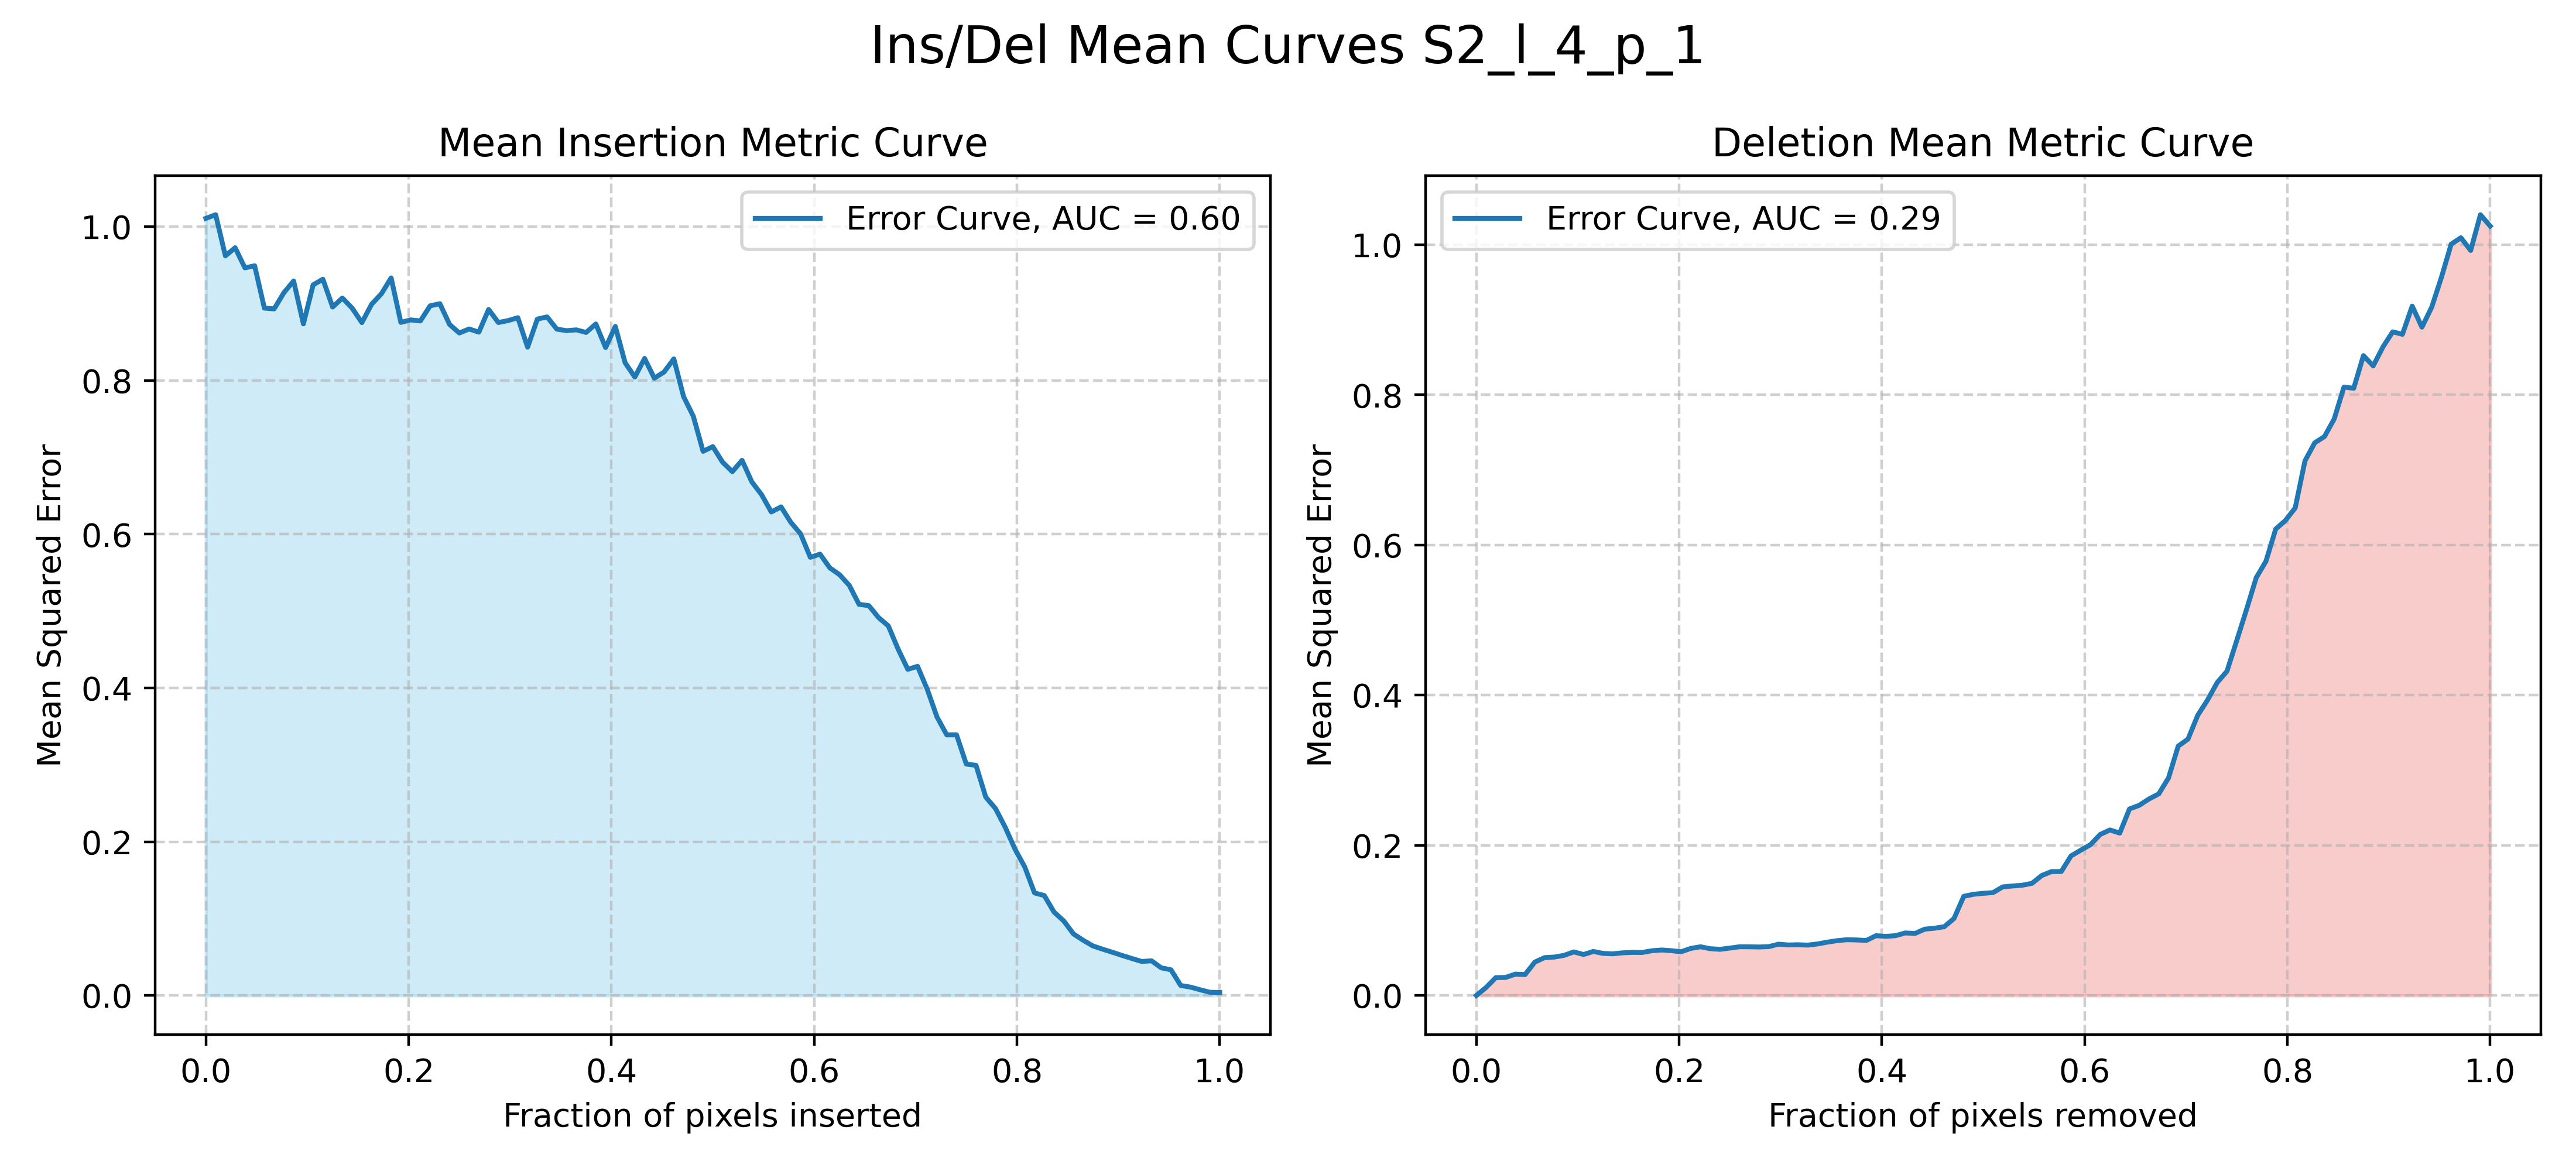 Ins/Del Mean Curves S2_l_4_p_1
Mean Insertion Metric Curve
Error Curve, AUC = 0.60
Mean Squared Error
1.0
0.8
0.6
0.4
0.2
0.0
0.0 0.2 0.4 0.6 0.8 1.0
Fraction of pixels inserted
Deletion Mean Metric Curve
Error Curve, AUC = 0.29
Mean Squared Error
1.0
0.8
0.6
0.4
0.2
0.0
0.0 0.2 0.4 0.6 0.8 1.0
Fraction of pixels removed